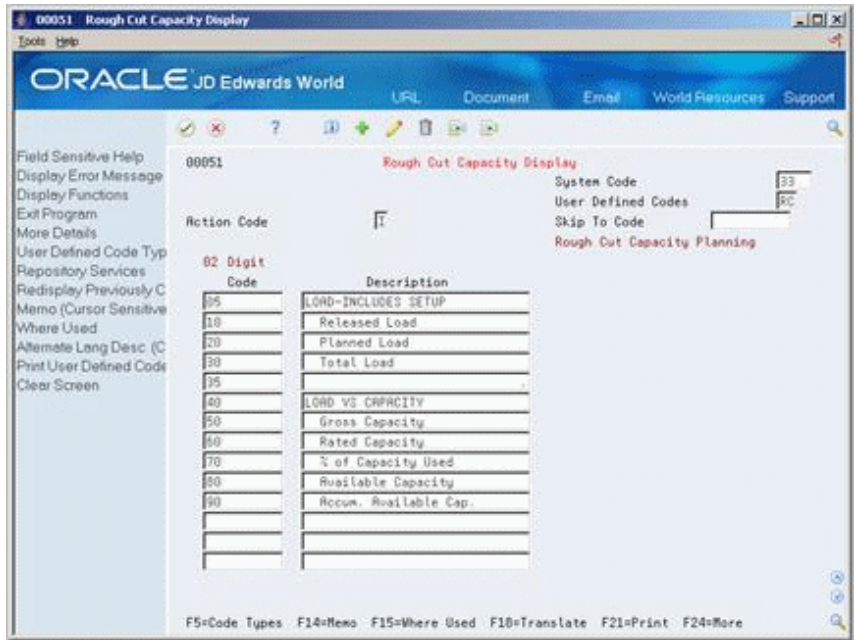 00051 Rough Cut Capacity Display
Tools Help
ORACLE JD Edwards World
URL Document Email World Resources Support
Field Sensitive Help
Display Error Message
Display Functions
Exit Program
More Details
User Defined Code Typ
Repository Services
Redisplay Previously C
Memo (Cursor Sensitive
Where Used
Alternate Lang Desc (C
Print User Defined Code
Clear Screen
00051 Rough Cut Capacity Display
System Code 33
User Defined Codes RC
Action Code I Skip To Code
Rough Cut Capacity Planning
02 Digit
Code Description
05 LOAD-INCLUDES SETUP
10 Released Load
20 Planned Load
30 Total Load
35 .
40 LOAD VS CAPACITY
50 Gross Capacity
60 Rated Capacity
70 % of Capacity Used
80 Available Capacity
90 Accum. Available Cap.
F5=Code Types F14=Memo F15=Where Used F18=Translate F21=Print F24=More